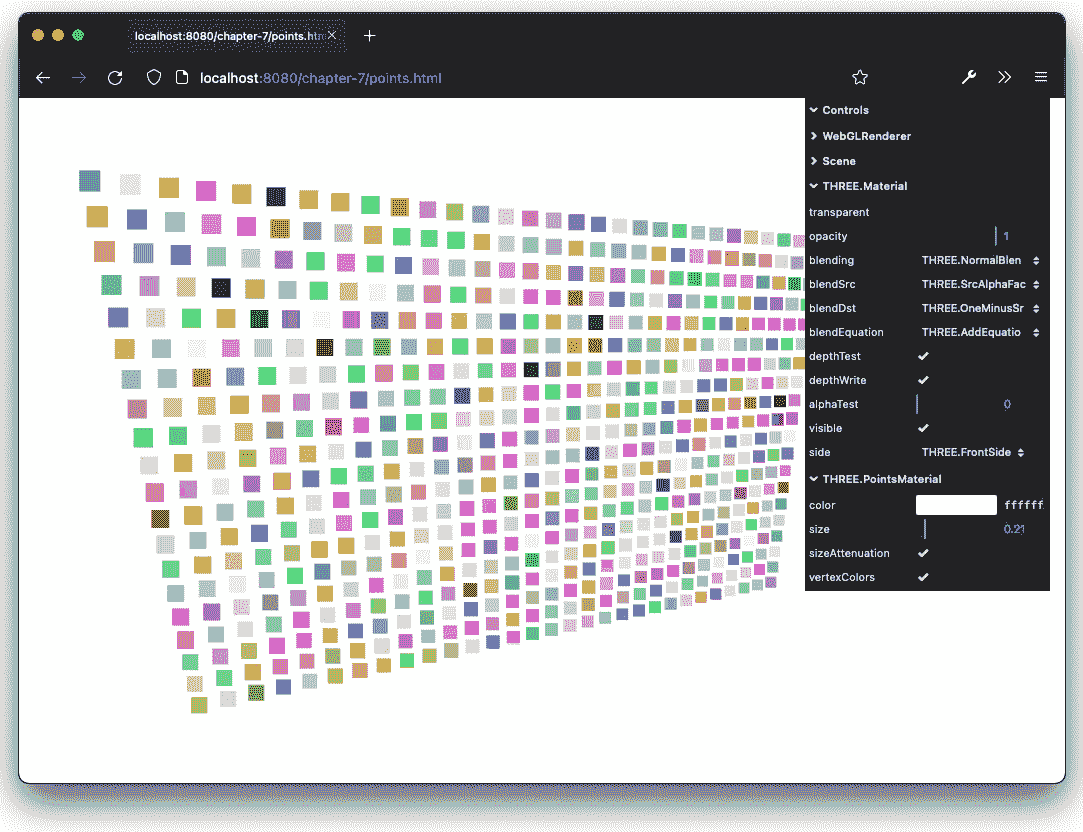 localhost:8080/chapter-7/points.htm
localhost:8080/chapter-7/points.html
Controls
WebGLRenderer
Scene
THREE.Material
transparent
opacity 1
blending THREE.NormalBlen
blendSrc THREE.SrcAlphaFac
blendDst THREE.OneMinusSr
blendEquation THREE.AddEquatio
depthTest
depthWrite
alphaTest 0
visible
side THREE.FrontSide
THREE.PointsMaterial
color ffffff
size 0.21
sizeAttenuation
vertexColors